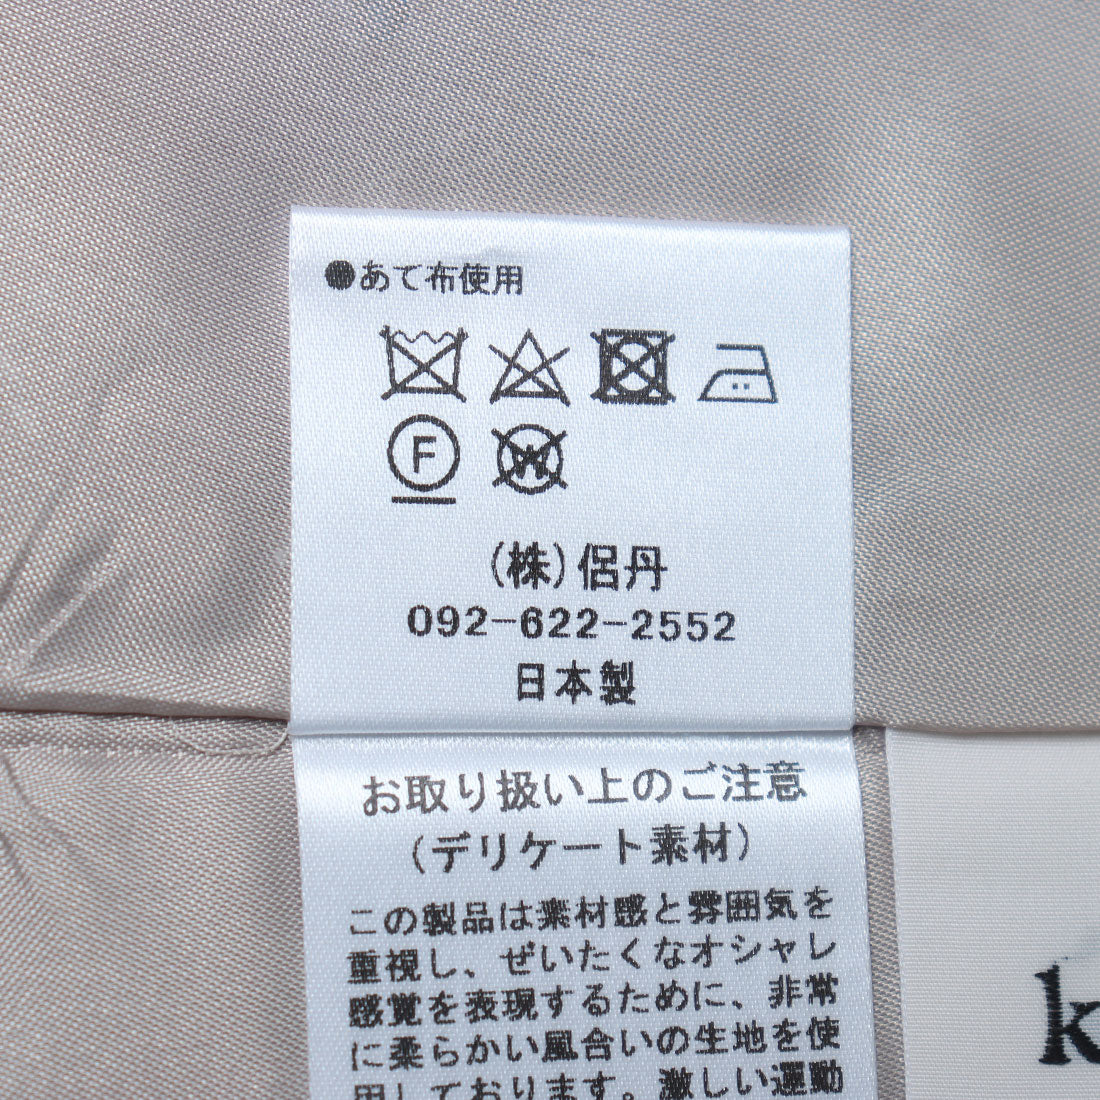 ●あて布使用
F
W
(株)侶丹
092-622-2552
日本製
お取り扱い上のご注意
(デリケート素材)
この製品は素材感と雰囲気を
重視し、ぜいたくなオシャレ
感覚を表現するために、非常
に柔らかい風合いの生地を使
用しております。激しい運動
k